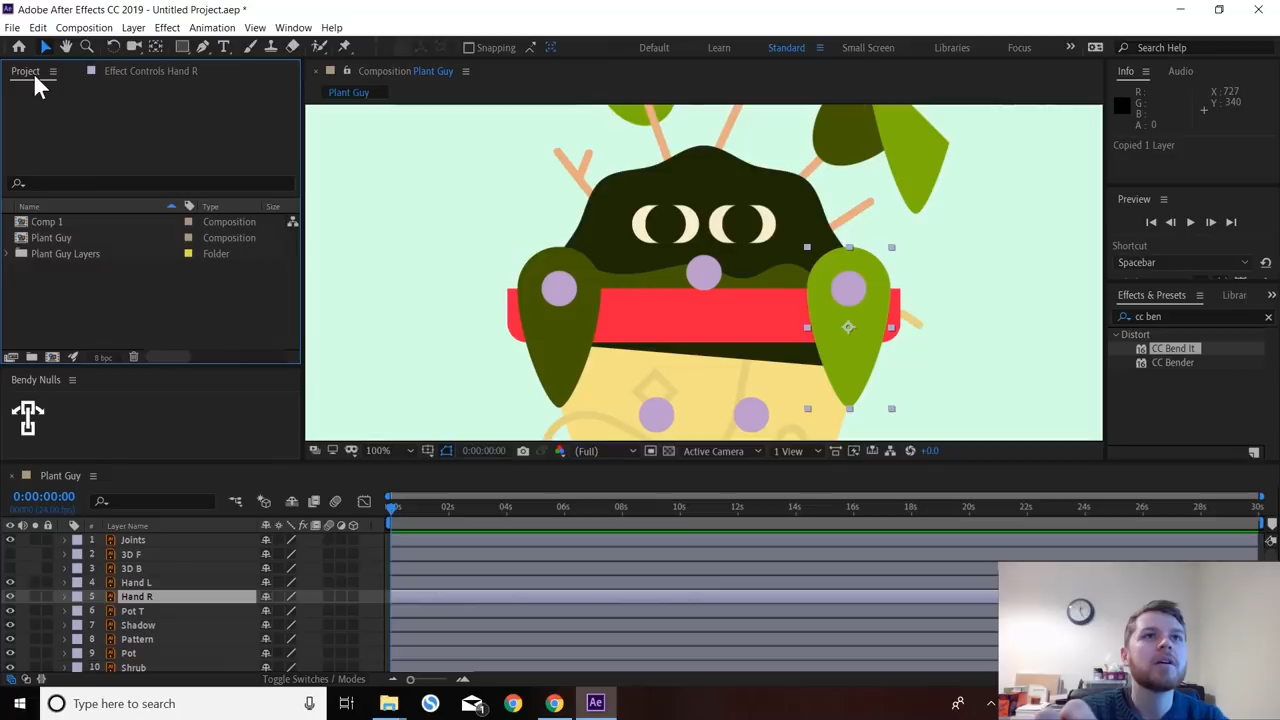 Adobe After Effects CC 2019 - Untitled Project.aep *
File Edit Composition Layer Effect Animation View Window Help
Snapping Default Learn Standard Small Screen Libraries Focus Search Help
Project Effect Controls Hand R
Composition Plant Guy
Plant Guy
Info Audio
R: G: B: A: 0
X: 727
Y: 340
Copied 1 Layer
Preview
Shortcut
Spacebar
Effects & Presets Librar
cc ben
Distort
CC Bend It
CC Bender
Name Type Size
Comp 1 Composition
Plant Guy Composition
Plant Guy Layers Folder
8 bpc
Bendy Nulls
100% 0:00:00:00 (Full) Active Camera 1 View +0.0
Plant Guy
0:00:00:00
00000 (24.00 fps)
00s 02s 04s 06s 08s 10s 12s 14s 16s 18s 20s 22s 24s 26s 28s 30s
# Layer Name
1 Joints
2 3D F
3 3D B
4 Hand L
5 Hand R
6 Pot T
7 Shadow
8 Pattern
9 Pot
10 Shrub
Toggle Switches / Modes
Type here to search
Ae